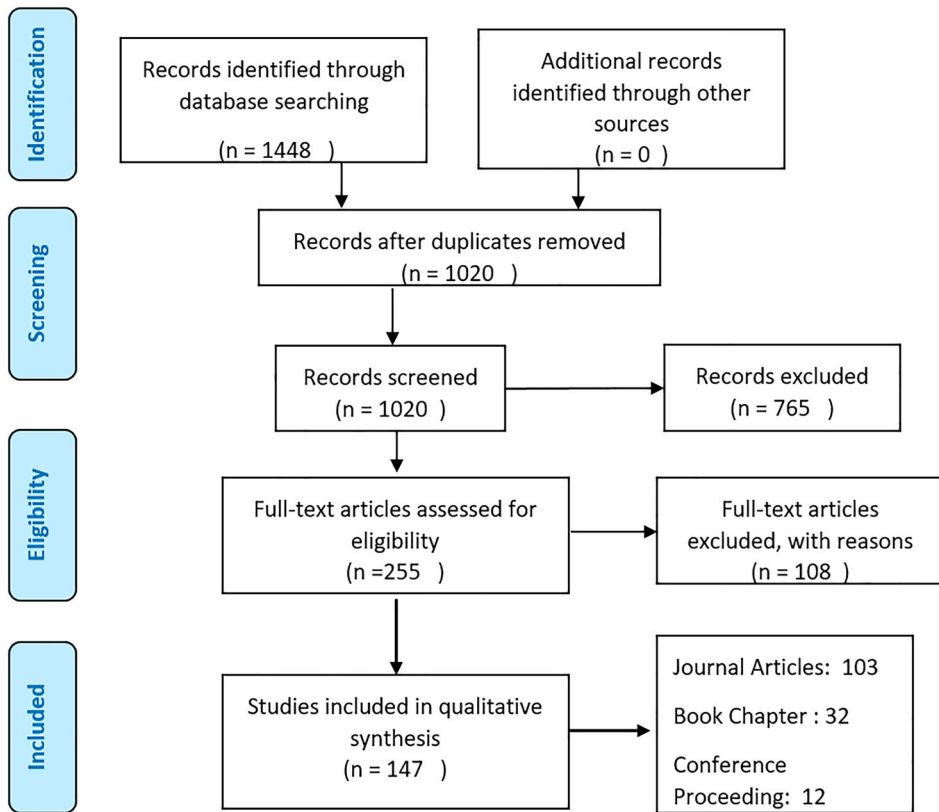 Identification
Records identified through
database searching
(n = 1448   )
Additional records
identified through other
sources
(n = 0   )
Screening
Records after duplicates removed
(n = 1020   )
Records screened
(n = 1020   )
Records excluded
(n = 765   )
Eligibility
Full-text articles assessed for
eligibility
(n =255   )
Full-text articles
excluded, with reasons
(n = 108   )
Included
Studies included in qualitative
synthesis
(n = 147   )
Journal Articles:  103
Book Chapter : 32
Conference
Proceeding:  12